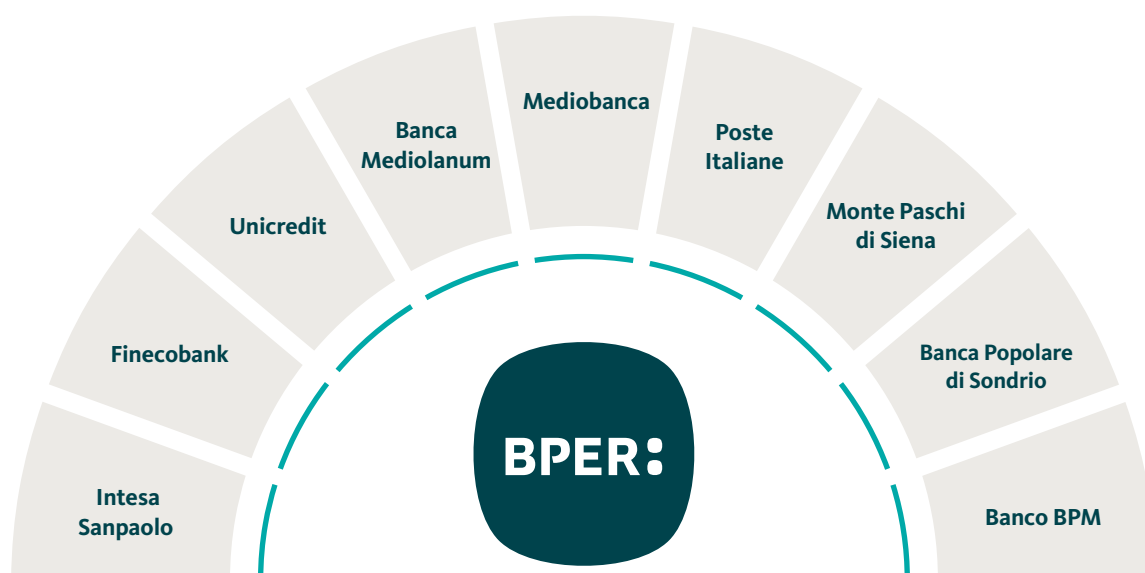 Mediobanca
Banca
Mediolanum
Poste
Italiane
Unicredit
Monte Paschi
di Siena
Finecobank
Banca Popolare
di Sondrio
Intesa
Sanpaolo
Banco BPM
BPER: